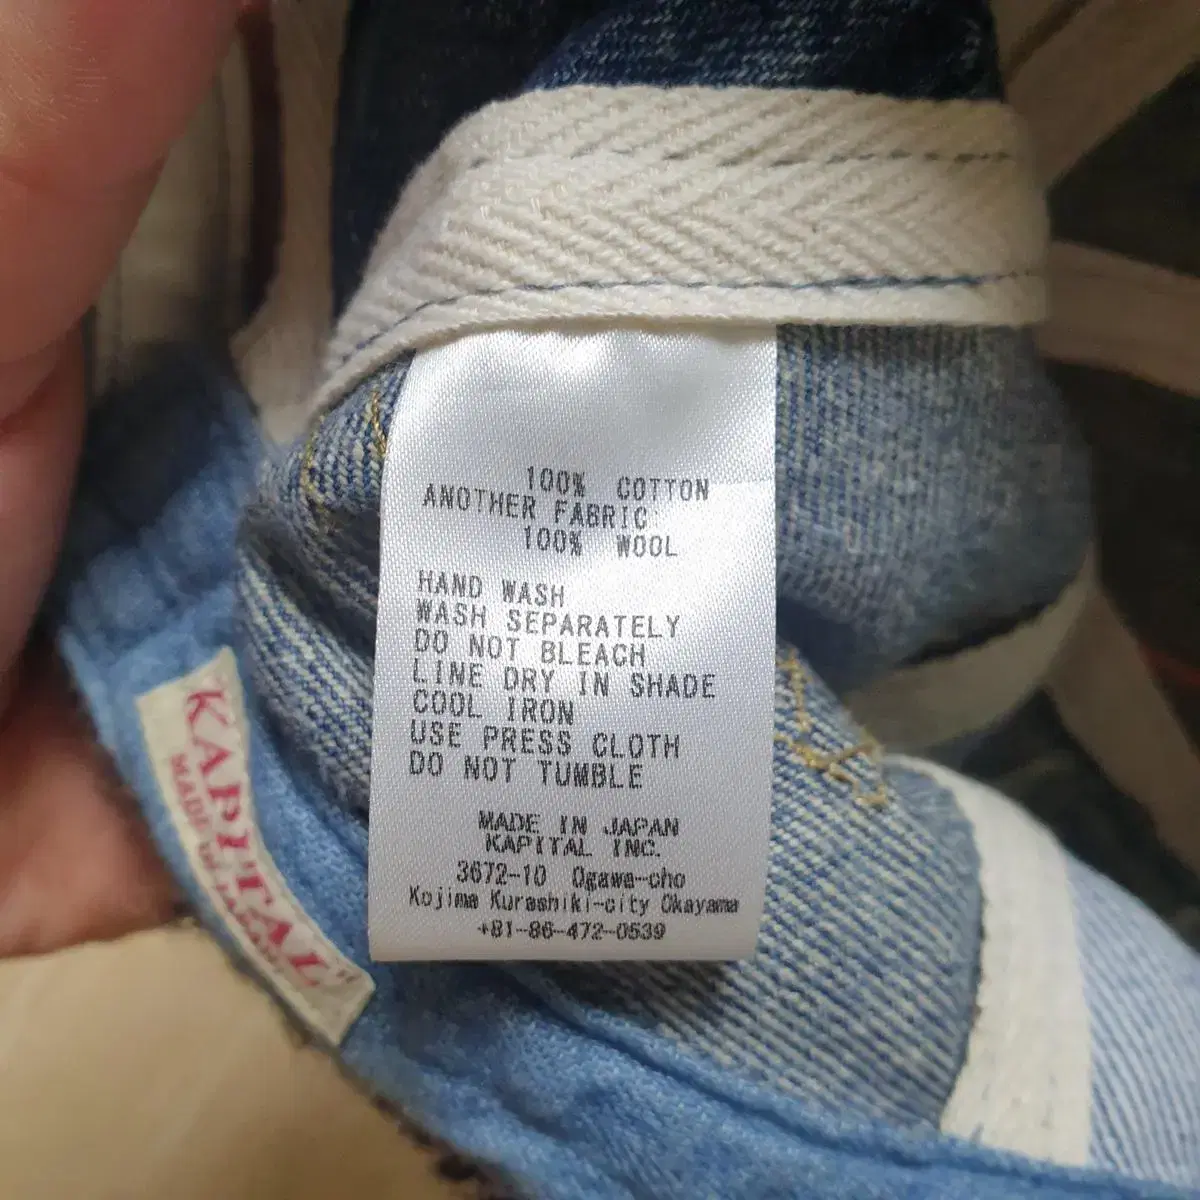 100% COTTON
ANOTHER FABRIC
100% WOOL
HAND WASH
WASH SEPARATELY
DO NOT BLEACH
LINE DRY IN SHADE
COOL IRON
USE PRESS CLOTH
DO NOT TUMBLE
MADE IN JAPAN
KAPITAL INC.
3672-10 Ogawa-cho
Kojima Kurashiki-city Okayama
+81-86-472-0539
KAPITAL"
MADE